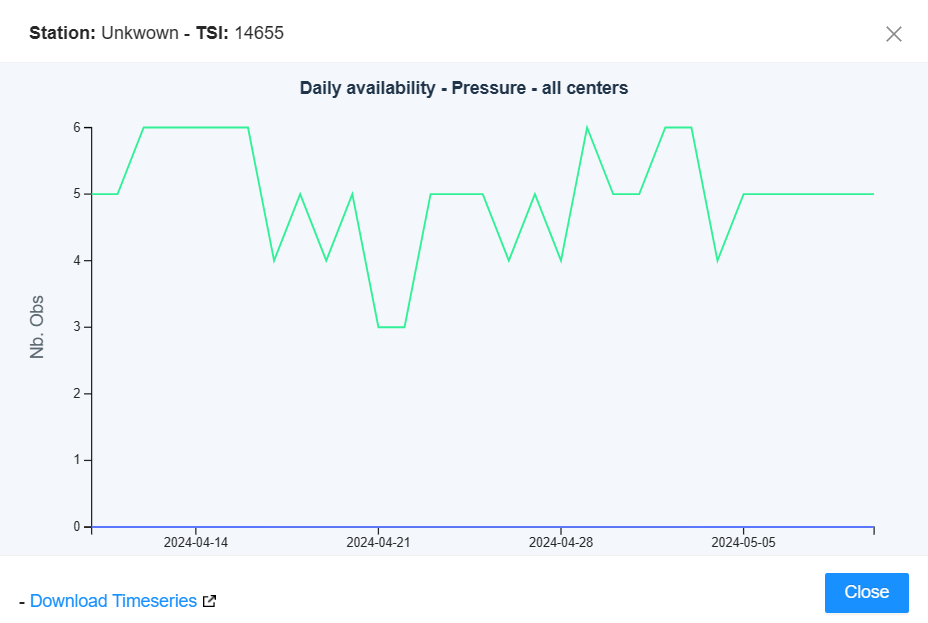 Station: Unkwown - TSI: 14655
Daily availability - Pressure - all centers
6
5
4
3
2
1
0
Nb. Obs
2024-04-14
2024-04-21
2024-04-28
2024-05-05
- Download Timeseries
Close